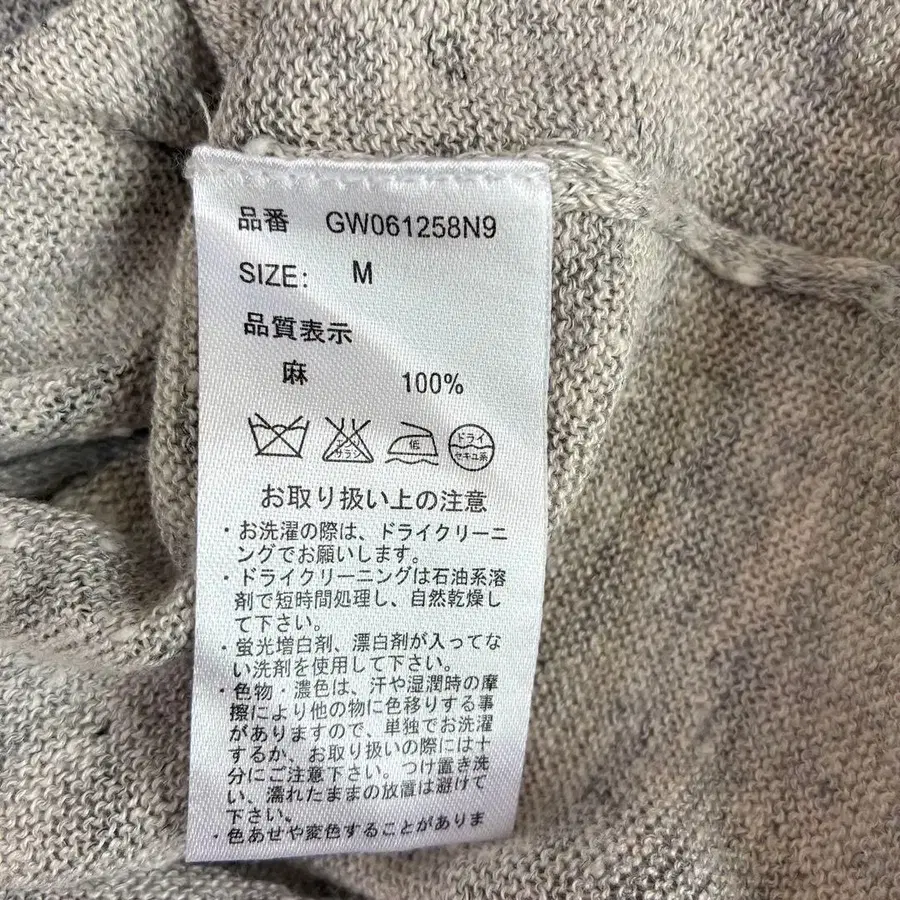 品番 GW061258N9
SIZE: M
品質表示
麻 100%
エンソ サラシ 低 ドライ セキユ系
お取り扱い上の注意
・お洗濯の際は、ドライクリーニ
ングでお願いします。
・ドライクリーニングは石油系溶
剤で短時間処理し、自然乾燥し
て下さい。
・蛍光増白剤、漂白剤が入ってな
い洗剤を使用して下さい。
・色物・濃色は、汗や湿潤時の摩
擦により他の物に色移りする事
がありますので、単独でお洗濯
するか、お取り扱いの際には十
分にご注意下さい。つけ置き洗
い、濡れたままの放置は避けて
下さい。
・色あせや変色することがありま